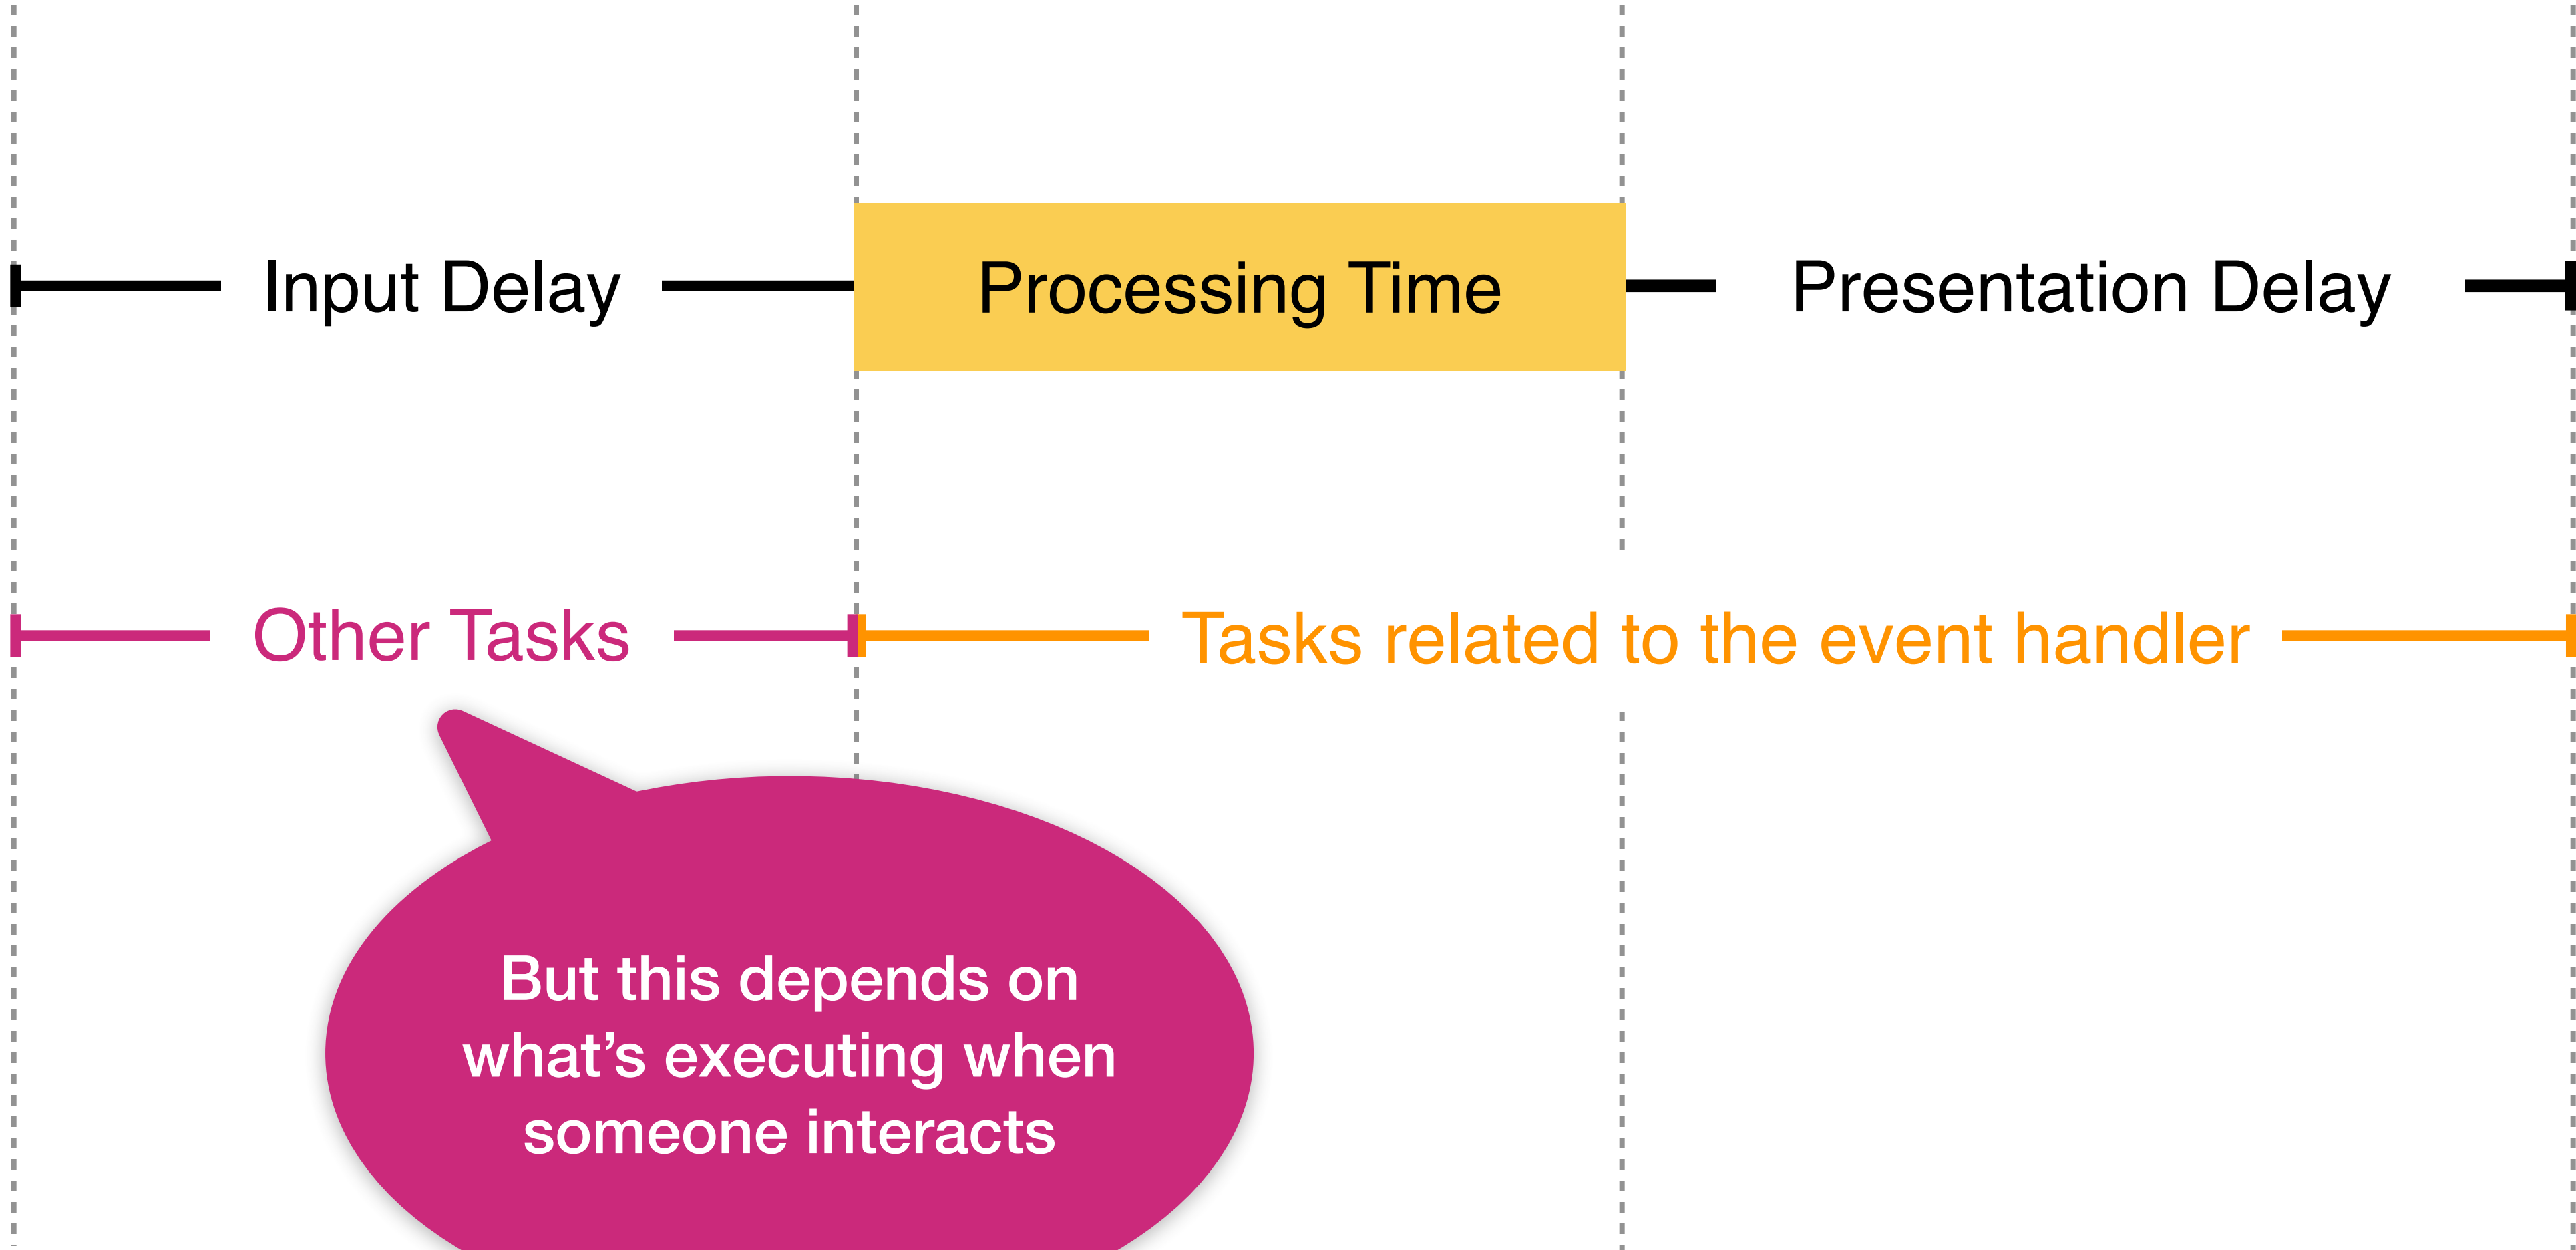 Input Delay
Processing Time
Presentation Delay
Other Tasks
Tasks related to the event handler
But this depends on
what’s executing when
someone interacts